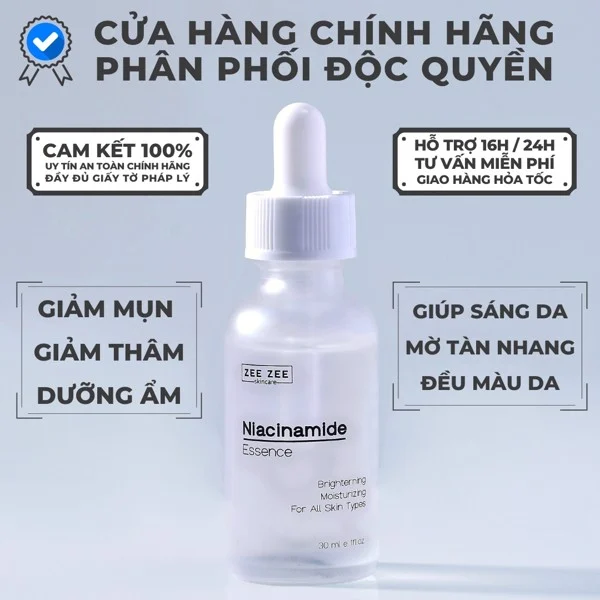 CỬA HÀNG CHÍNH HÃNG
PHÂN PHỐI ĐỘC QUYỀN
CAM KẾT 100%
UY TÍN AN TOÀN CHÍNH HÃNG
ĐẦY ĐỦ GIẤY TỜ PHÁP LÝ
HỖ TRỢ 16H / 24H
TƯ VẤN MIỄN PHÍ
GIAO HÀNG HỎA TỐC
GIẢM MỤN
GIẢM THÂM
DƯỠNG ẨM
GIÚP SÁNG DA
MỜ TÀN NHANG
ĐỀU MÀU DA
ZEE ZEE
skincare
Niacinamide
Essence
Brighterning
Moisturizing
For All Skin Types
30 ml e 1fl oz